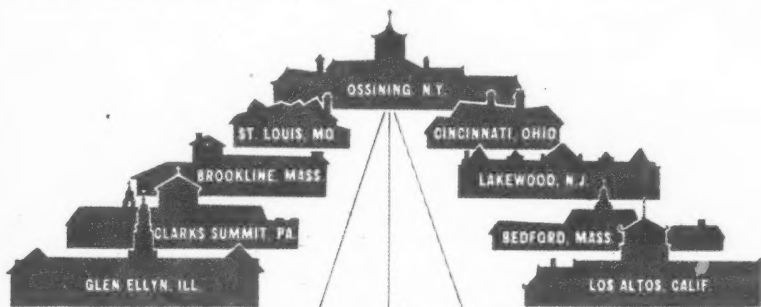 OSSINING, N.Y.
ST. LOUIS, MO.
CINCINNATI, OHIO
BROOKLINE, MASS.
LAKEWOOD, N.J.
CLARKS SUMMIT, PA.
BEDFORD, MASS.
GLEN ELLYN, ILL.
LOS ALTOS, CALIF.